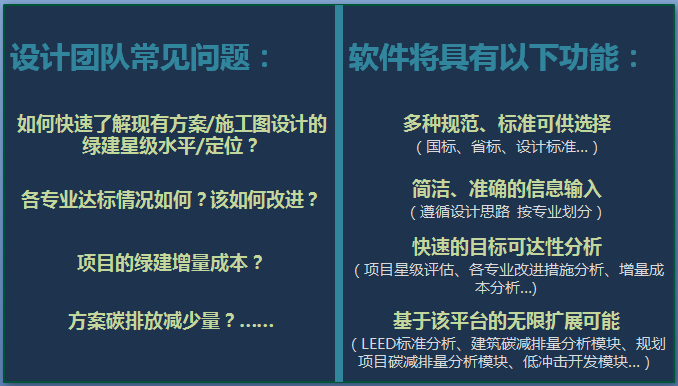 设计团队常见问题：
如何快速了解现有方案/施工图设计的
绿建星级水平/定位？
各专业达标情况如何？该如何改进？
项目的绿建增量成本？
方案碳排放减少量？……
软件将具有以下功能：
多种规范、标准可供选择
（国标、省标、设计标准...）
简洁、准确的信息输入
（遵循设计思路 按专业划分）
快速的目标可达性分析
（项目星级评估、各专业改进措施分析、增量成
本分析...）
基于该平台的无限扩展可能
（LEED标准分析、建筑碳减排量分析模块、规划
项目碳减排量分析模块、低冲击开发模块...）